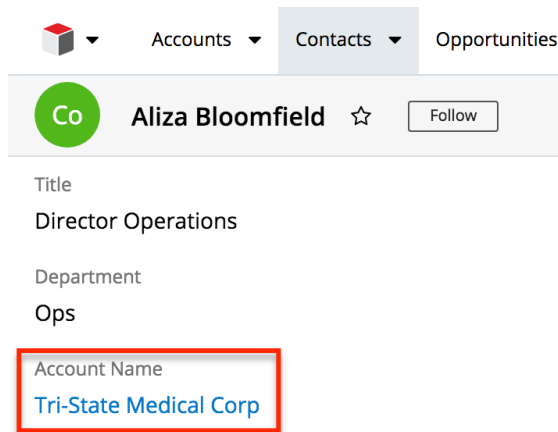 Accounts Contacts Opportunities
Co Aliza Bloomfield Follow
Title
Director Operations
Department
Ops
Account Name
Tri-State Medical Corp